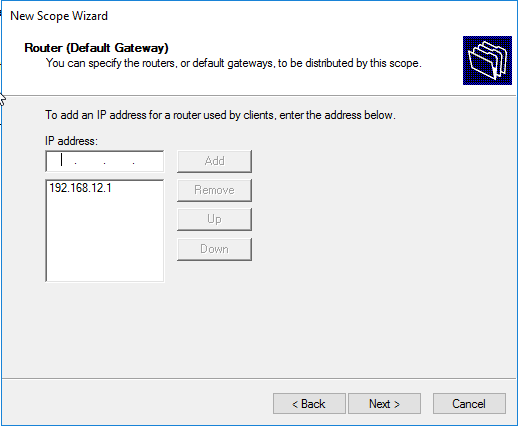 New Scope Wizard
Router (Default Gateway)
You can specify the routers, or default gateways, to be distributed by this scope.
To add an IP address for a router used by clients, enter the address below.
IP address:
. . .
Add
192.168.12.1
Remove
Up
Down
< Back
Next >
Cancel